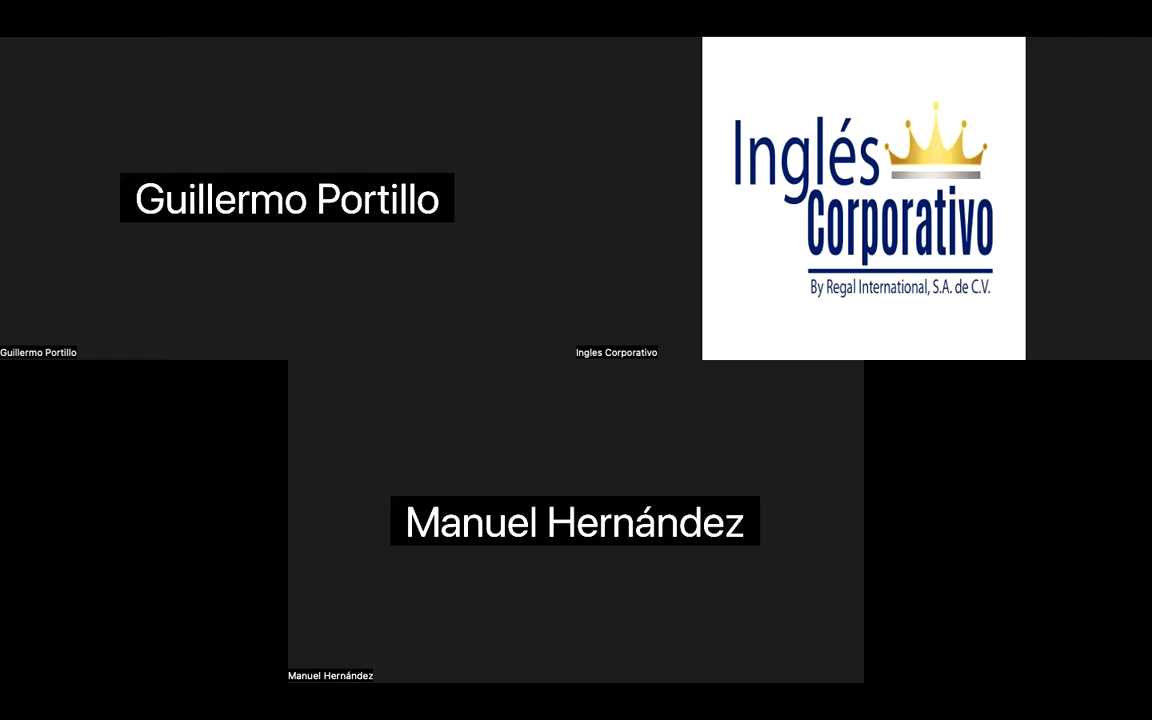 Guillermo Portillo
Guillermo Portillo
Inglés
Corporativo
By Regal International, S.A. de C.V.
Ingles Corporativo
Manuel Hernández
Manuel Hernández